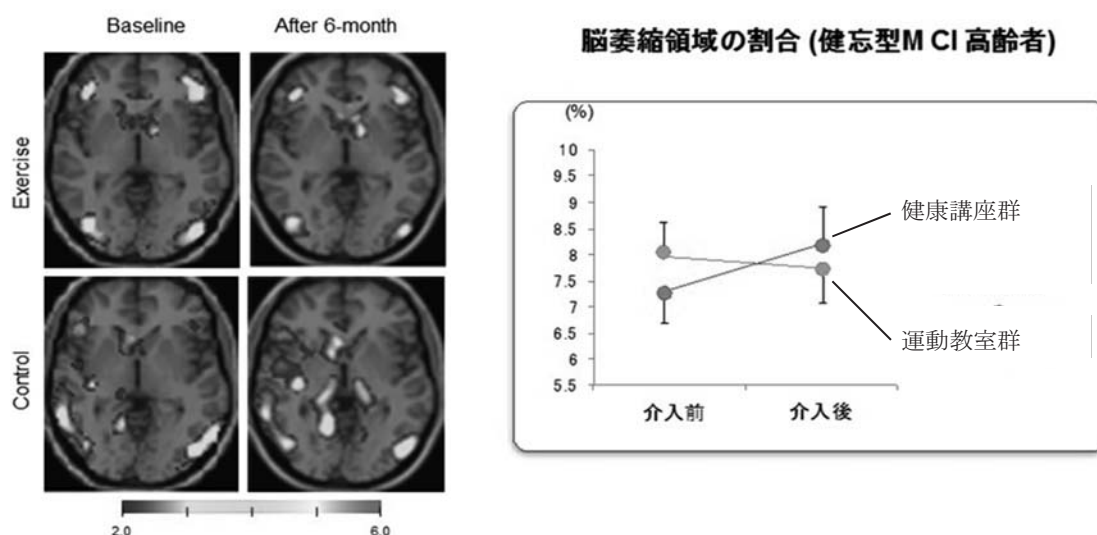 Baseline
After 6-month
Exercise
Control
2.0
6.0
脳萎縮領域の割合 (健忘型M CI 高齢者)
(%)
10
9.5
9
8.5
8
7.5
7
6.5
6
5.5
介入前
介入後
健康講座群
運動教室群